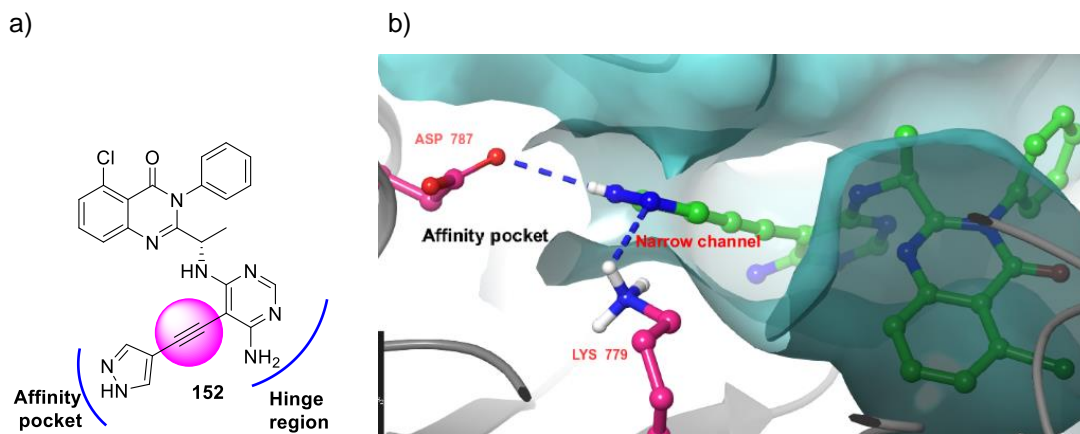 a)
b)
Cl
O
N
N
HN
N
N
NH2
N
HN
152
Affinity
pocket
Hinge
region
ASP 787
Affinity pocket
Narrow channel
LYS 779